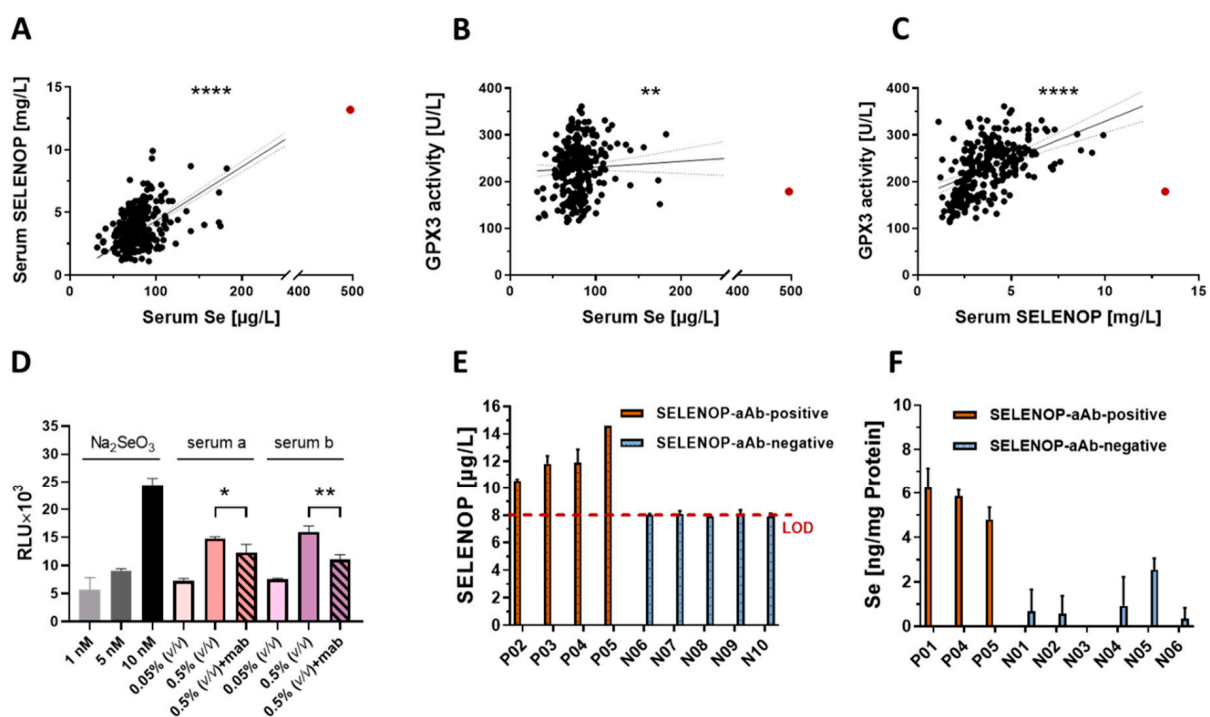 A
Serum SELENOP [mg/L]
****
15
10
5
0
0
100
200
400
500
Serum Se [µg/L]
B
GPX3 activity [U/L]
**
400
300
200
100
0
0
100
200
400
500
Serum Se [µg/L]
C
GPX3 activity [U/L]
****
400
300
200
100
0
0
5
10
15
Serum SELENOP [mg/L]
D
RLU×10³
35
30
25
20
15
10
5
0
Na₂SeO₃
serum a
serum b
*
**
1 nM
5 nM
10 nM
0.05% (v/v)
0.5% (v/v)
0.5% (v/v)+mab
0.05% (v/v)
0.5% (v/v)
0.5% (v/v)+mab
E
SELENOP [µg/L]
16
14
12
10
8
6
4
2
0
SELENOP-aAb-positive
SELENOP-aAb-negative
LOD
P02
P03
P04
P05
N06
N07
N08
N09
N10
F
Se [ng/mg Protein]
10
8
6
4
2
0
SELENOP-aAb-positive
SELENOP-aAb-negative
P01
P04
P05
N01
N02
N03
N04
N05
N06